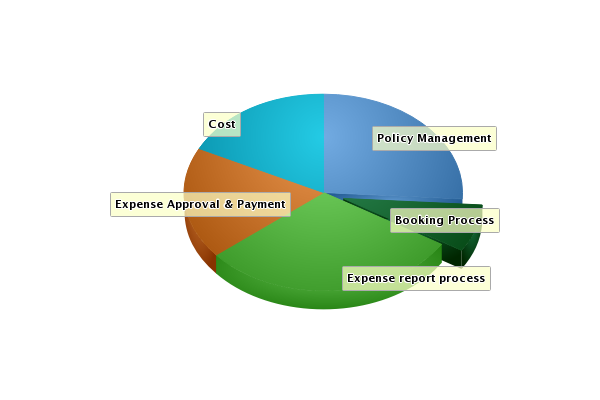 Cost
Policy Management
Expense Approval & Payment
Booking Process
Expense report process